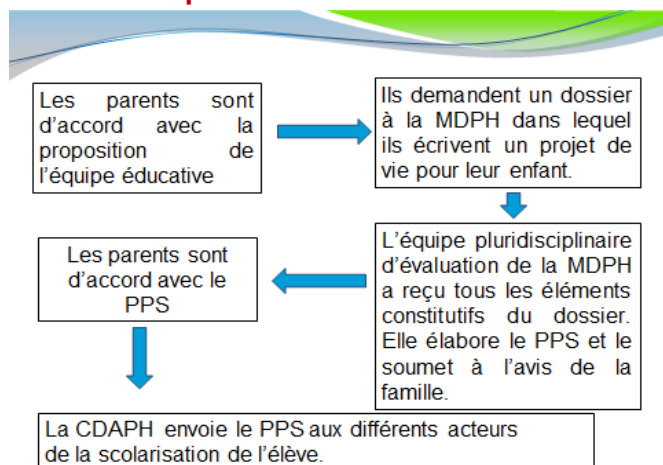 Les parents sont
d'accord avec la
proposition de
l'équipe éducative
Ils demandent un dossier
à la MDPH dans lequel
ils écrivent un projet de
vie pour leur enfant.
L'équipe pluridisciplinaire
d'évaluation de la MDPH
a reçu tous les éléments
constitutifs du dossier.
Elle élabore le PPS et le
soumet à l'avis de la
famille.
Les parents sont
d'accord avec le
PPS
La CDAPH envoie le PPS aux différents acteurs
de la scolarisation de l'élève.